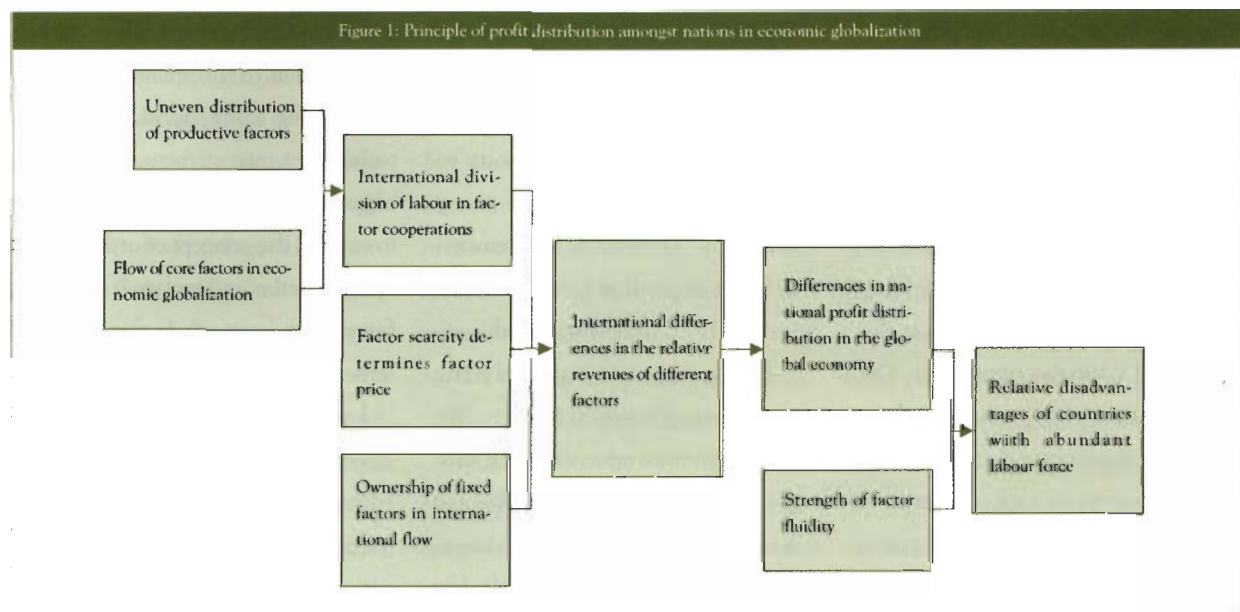 Figure 1: Principle of profit distribution amongst nations in economic globalization
Uneven distribution
of productive factors
Flow of core factors in eco-
nomic globalization
International divi-
sion of labour in fac-
tor cooperations
Factor scarcity de-
termines factor
price
Ownership of fixed
factors in interna-
tional flow
International differ-
ences in the relative
revenues of different
factors
Differences in na-
tional profit distri-
bution in the glo-
bal economy
Strength of factor
fluidity
Relative disadvan-
tages of countries
with abundant
labour force